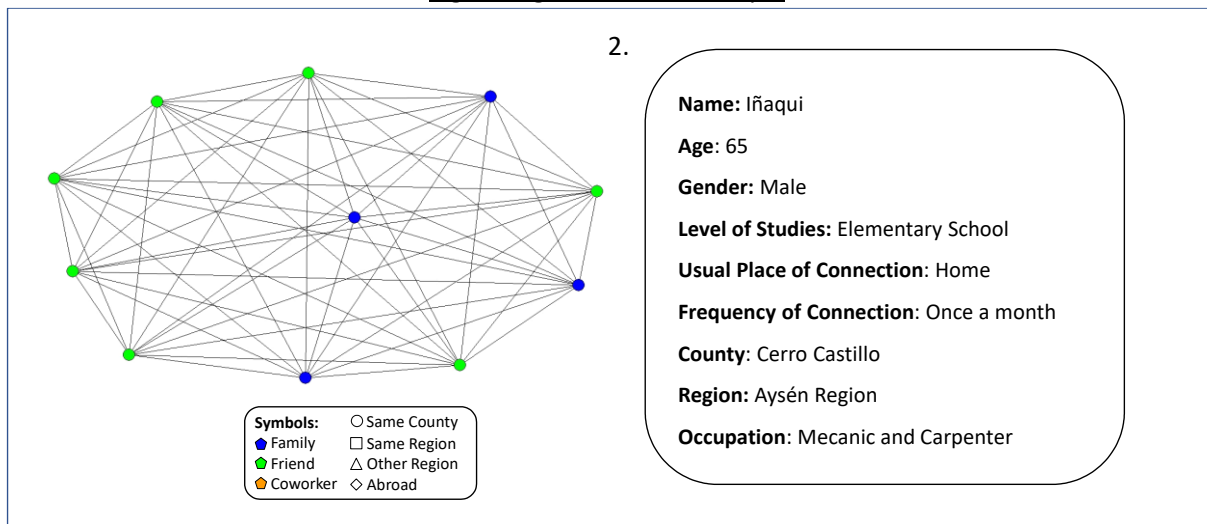 2.
Name: Iñaqui
Age: 65
Gender: Male
Level of Studies: Elementary School
Usual Place of Connection: Home
Frequency of Connection: Once a month
County: Cerro Castillo
Region: Aysén Region
Occupation: Mecanic and Carpenter
Symbols:
Family
Friend
Coworker
Same County
Same Region
Other Region
Abroad